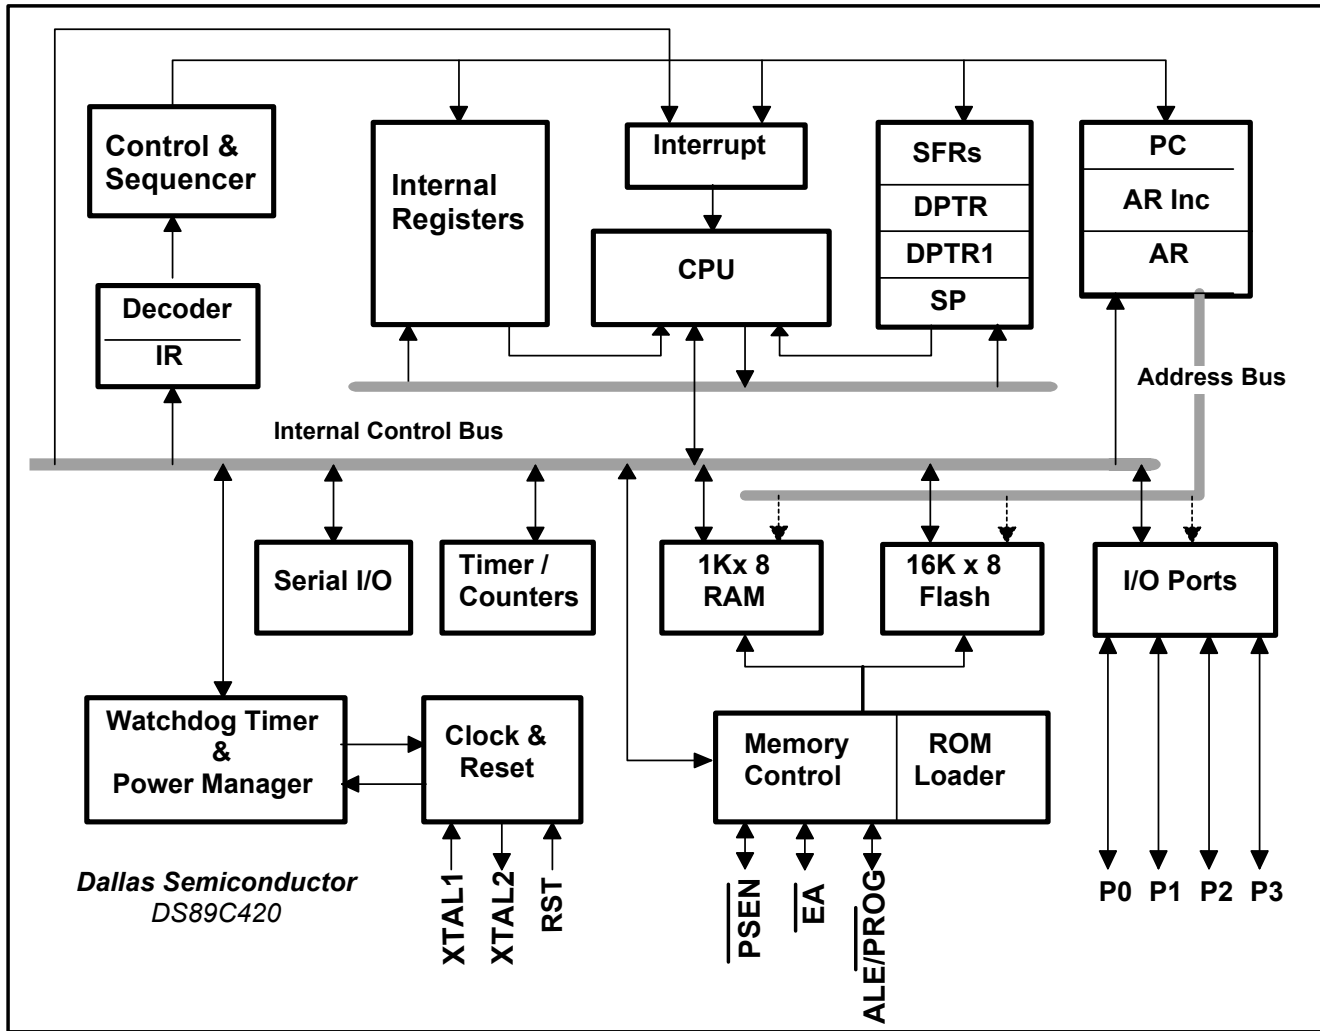 Control &
Sequencer
Internal
Registers
Interrupt
CPU
SFRs
DPTR
DPTR1
SP
PC
AR Inc
AR
Decoder
IR
Address Bus
Internal Control Bus
Serial I/O
Timer /
Counters
1Kx 8
RAM
16K x 8
Flash
I/O Ports
Watchdog Timer
&
Power Manager
Clock &
Reset
Memory
Control
ROM
Loader
XTAL1
XTAL2
RST
PSEN
EA
ALE/PROG
P0
P1
P2
P3
Dallas Semiconductor
DS89C420